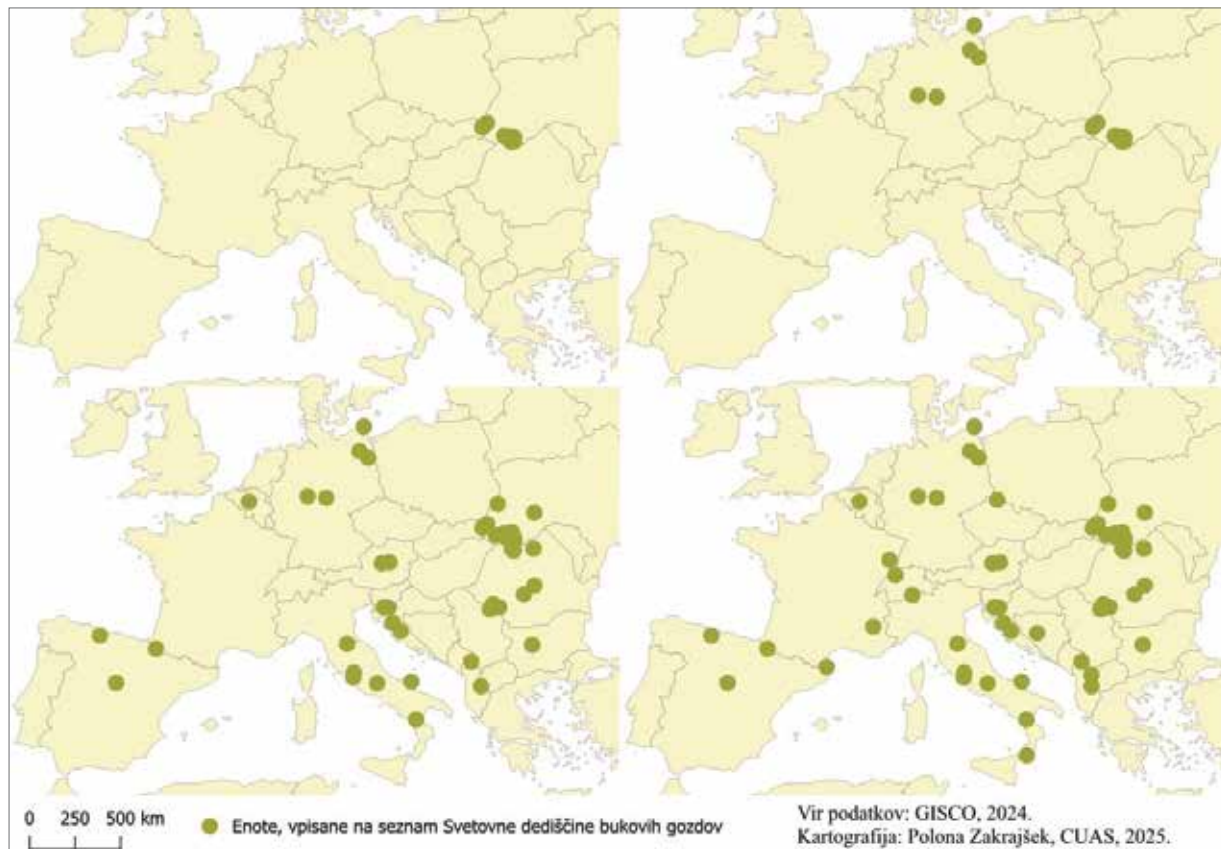 0 250 500 km
Enote, vpisane na seznam Svetovne dediščine bukovih gozdov
Vir podatkov: GISCO, 2024.
Kartografija: Polona Zakrajšek, CUAS, 2025.